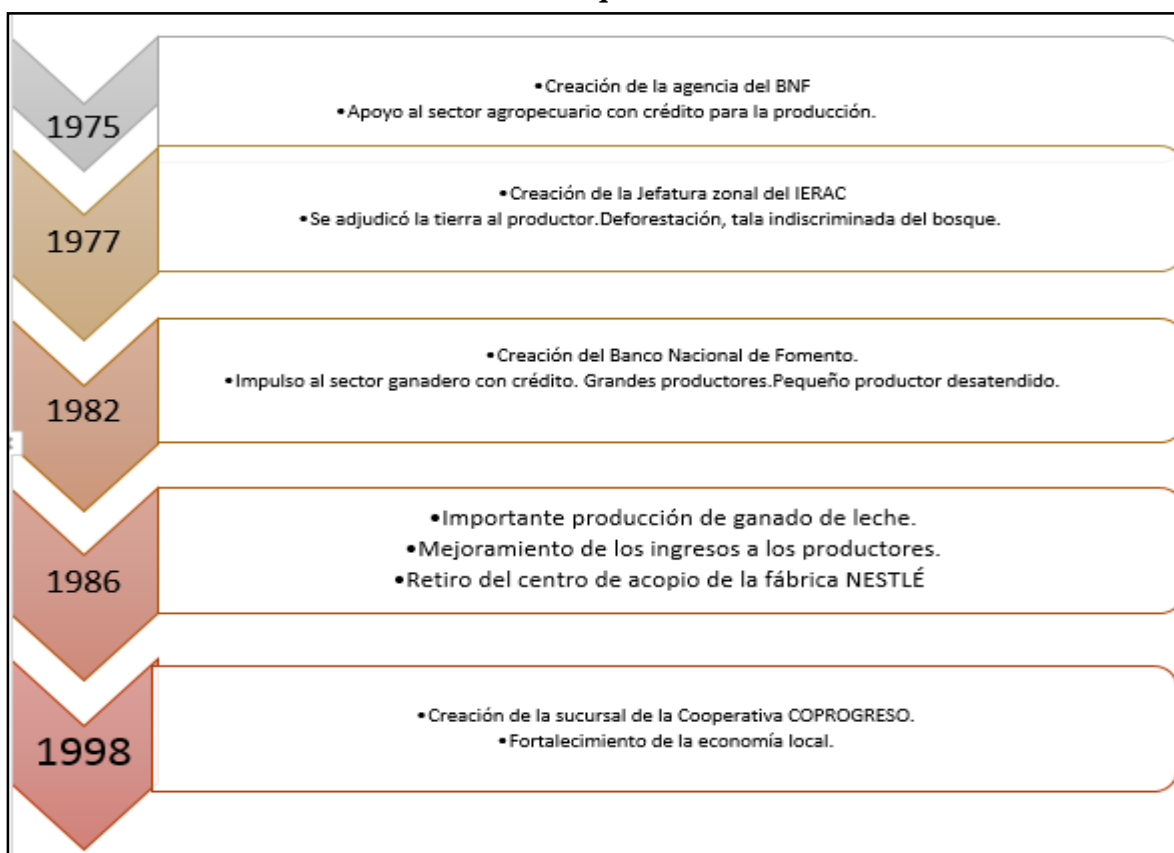 1975
•Creación de la agencia del BNF
•Apoyo al sector agropecuario con crédito para la producción.
1977
•Creación de la Jefatura zonal del IERAC
•Se adjudicó la tierra al productor.Deforestación, tala indiscriminada del bosque.
1982
•Creación del Banco Nacional de Fomento.
•Impulso al sector ganadero con crédito. Grandes productores.Pequeño productor desatendido.
1986
•Importante producción de ganado de leche.
•Mejoramiento de los ingresos a los productores.
•Retiro del centro de acopio de la fábrica NESTLÉ
1998
•Creación de la sucursal de la Cooperativa COPROGRESO.
•Fortalecimiento de la economía local.